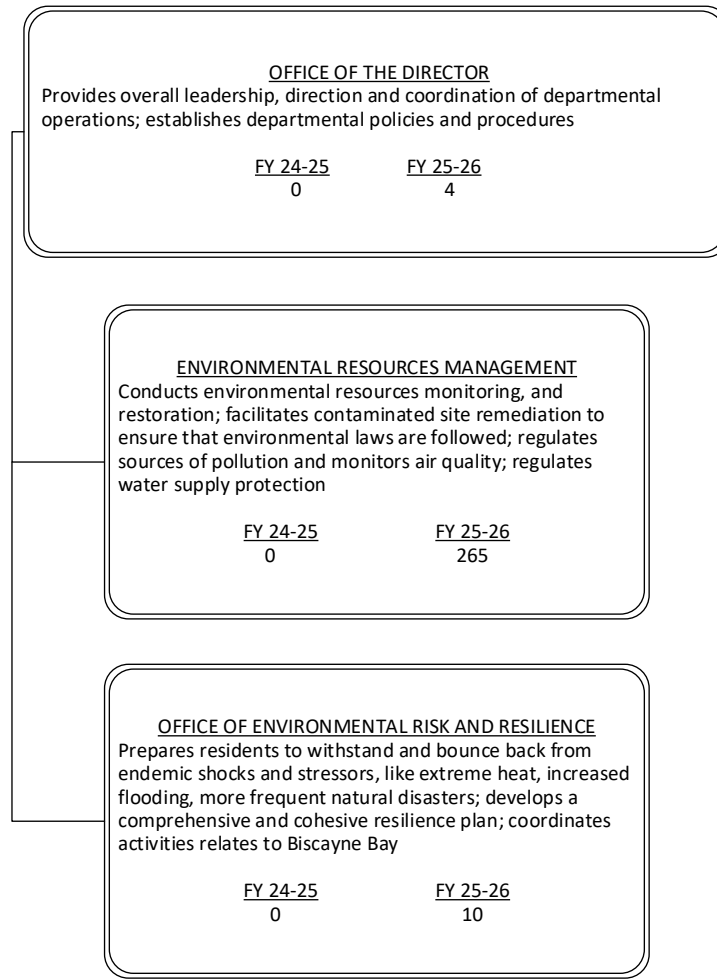 OFFICE OF THE DIRECTOR
Provides overall leadership, direction and coordination of departmental
operations; establishes departmental policies and procedures
FY 24-25 FY 25-26
0 4
ENVIRONMENTAL RESOURCES MANAGEMENT
Conducts environmental resources monitoring, and
restoration; facilitates contaminated site remediation to
ensure that environmental laws are followed; regulates
sources of pollution and monitors air quality; regulates
water supply protection
FY 24-25 FY 25-26
0 265
OFFICE OF ENVIRONMENTAL RISK AND RESILIENCE
Prepares residents to withstand and bounce back from
endemic shocks and stressors, like extreme heat, increased
flooding, more frequent natural disasters; develops a
comprehensive and cohesive resilience plan; coordinates
activities relates to Biscayne Bay
FY 24-25 FY 25-26
0 10